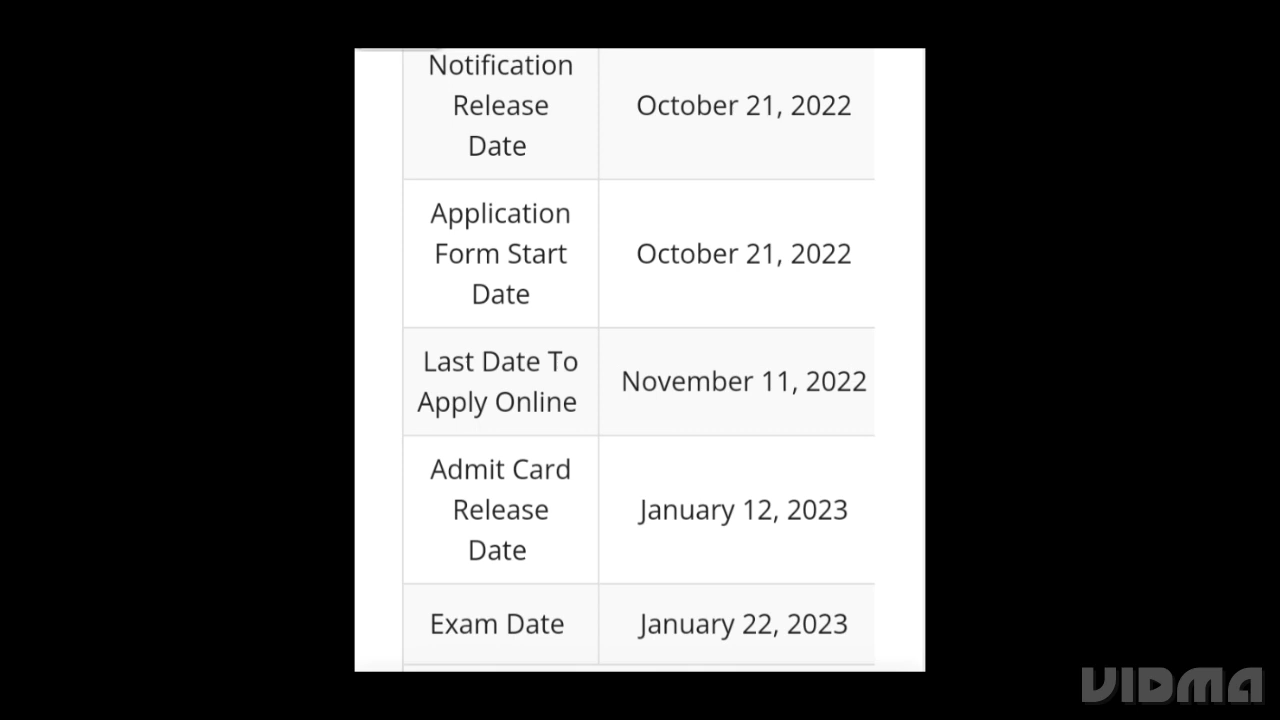 Notification
Release
Date
October 21, 2022
Application
Form Start
Date
October 21, 2022
Last Date To
Apply Online
November 11, 2022
Admit Card
Release
Date
January 12, 2023
Exam Date
January 22, 2023
VIDMA